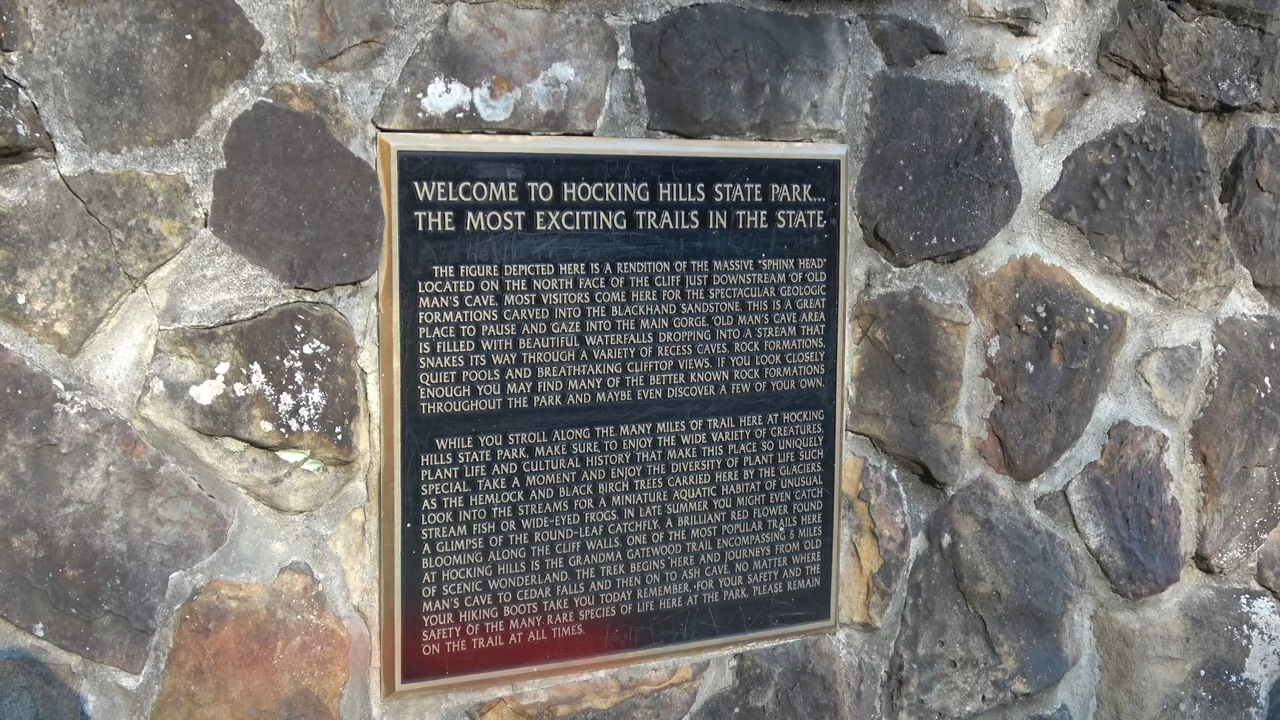 WELCOME TO HOCKING HILLS STATE PARK...
THE MOST EXCITING TRAILS IN THE STATE.
THE FIGURE DEPICTED HERE IS A RENDITION OF THE MASSIVE "SPHINX HEAD"
LOCATED ON THE NORTH FACE OF THE CLIFF JUST DOWNSTREAM OF OLD
MAN'S CAVE. MOST VISITORS COME HERE FOR THE SPECTACULAR GEOLOGIC
FORMATIONS CARVED INTO THE BLACKHAND SANDSTONE. THIS IS A GREAT
PLACE TO PAUSE AND GAZE INTO THE MAIN GORGE. OLD MAN'S CAVE AREA
IS FILLED WITH BEAUTIFUL WATERFALLS DROPPING INTO A STREAM THAT
SNAKES ITS WAY THROUGH A VARIETY OF RECESS CAVES, ROCK FORMATIONS,
QUIET POOLS AND BREATHTAKING CLIFFTOP VIEWS. IF YOU LOOK CLOSELY
ENOUGH YOU MAY FIND MANY OF THE BETTER KNOWN ROCK FORMATIONS
THROUGHOUT THE PARK AND MAYBE EVEN DISCOVER A FEW OF YOUR OWN.
WHILE YOU STROLL ALONG THE MANY MILES OF TRAIL HERE AT HOCKING
HILLS STATE PARK, MAKE SURE TO ENJOY THE WIDE VARIETY OF CREATURES,
PLANT LIFE AND CULTURAL HISTORY THAT MAKE THIS PLACE SO UNIQUELY
SPECIAL. TAKE A MOMENT AND ENJOY THE DIVERSITY OF PLANT LIFE SUCH
AS THE HEMLOCK AND BLACK BIRCH TREES CARRIED HERE BY THE GLACIERS.
LOOK INTO THE STREAMS FOR A MINIATURE AQUATIC HABITAT OF UNUSUAL
STREAM FISH OR WIDE-EYED FROGS. IN LATE SUMMER YOU MIGHT EVEN CATCH
A GLIMPSE OF THE ROUND-LEAF CATCHFLY, A BRILLIANT RED FLOWER FOUND
BLOOMING ALONG THE CLIFF WALLS. ONE OF THE MOST POPULAR TRAILS HERE
AT HOCKING HILLS IS THE GRANDMA GATEWOOD TRAIL ENCOMPASSING 5 MILES
OF SCENIC WONDERLAND. THE TREK BEGINS HERE AND JOURNEYS FROM OLD
MAN'S CAVE TO CEDAR FALLS AND THEN ON TO ASH CAVE. NO MATTER WHERE
YOUR HIKING BOOTS TAKE YOU TODAY REMEMBER, FOR YOUR SAFETY AND THE
SAFETY OF THE MANY RARE SPECIES OF LIFE HERE AT THE PARK, PLEASE REMAIN
ON THE TRAIL AT ALL TIMES.